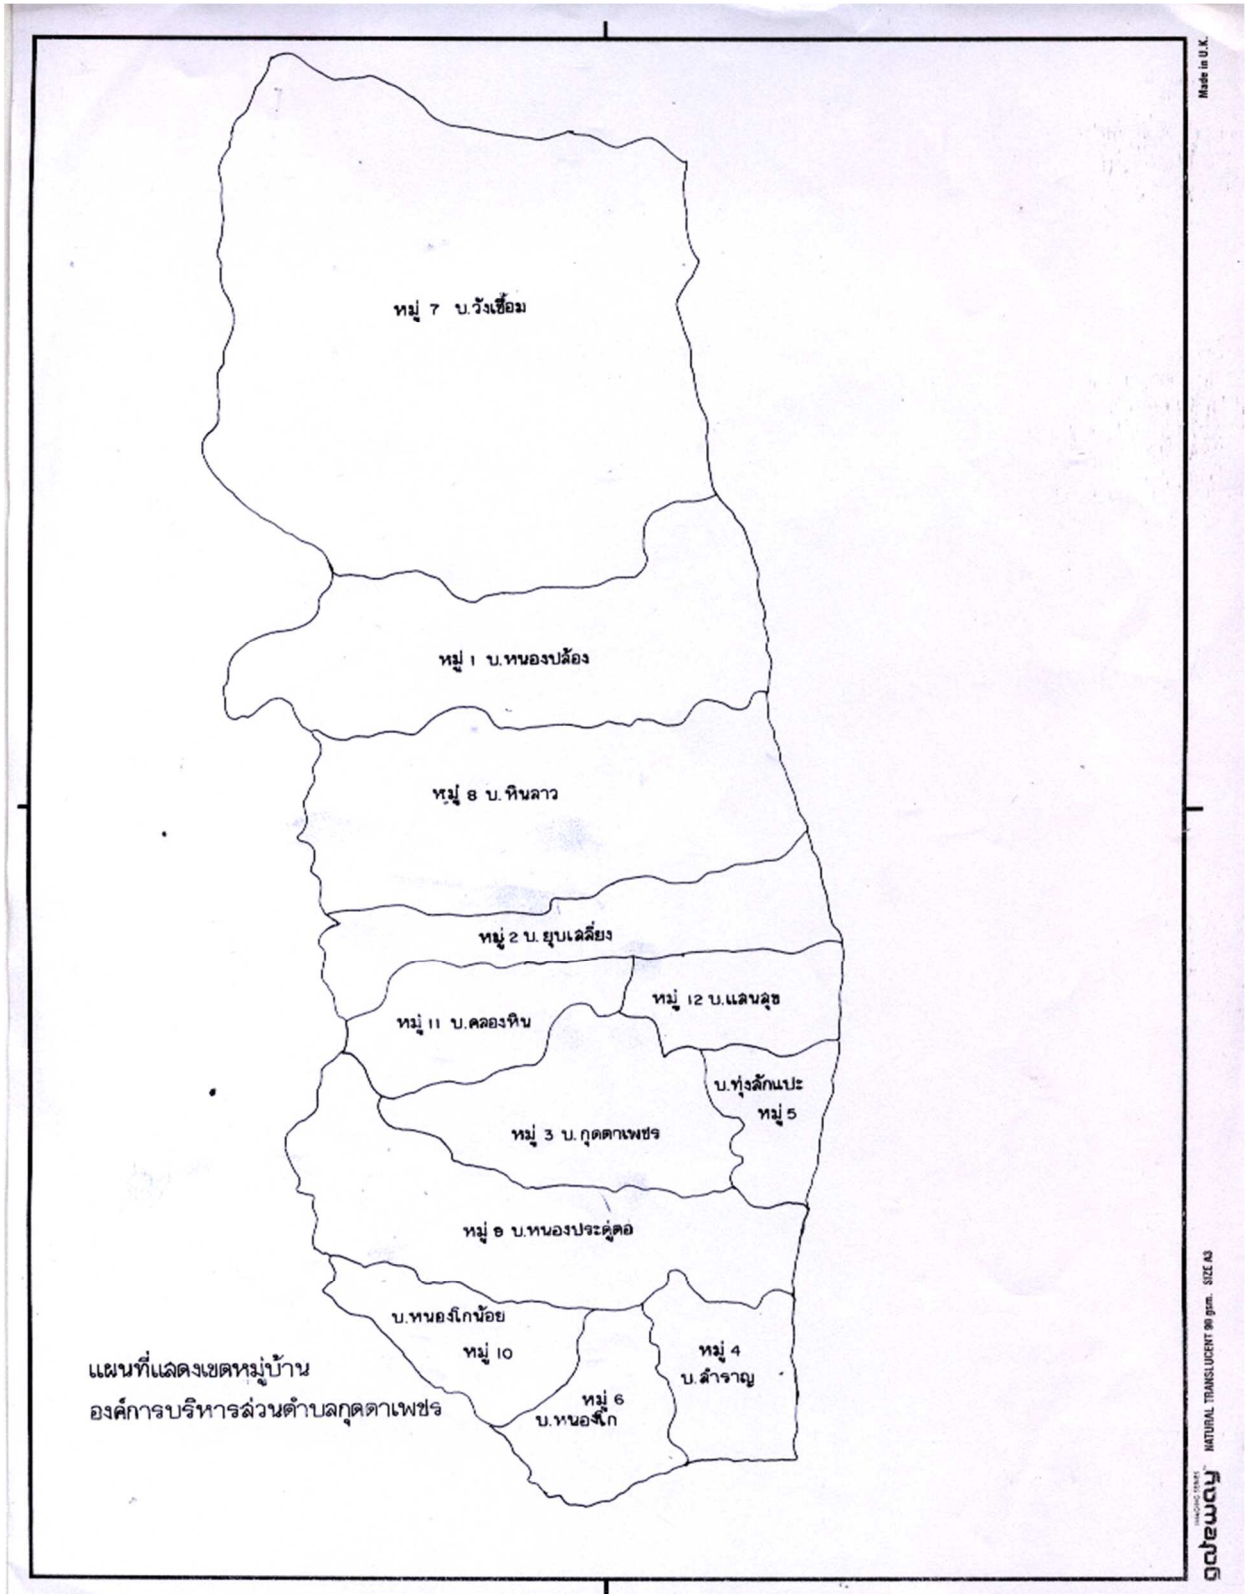 Made in U.K.
หมู่ 7 บ.วังเชื่อม
หมู่ 1 บ.หนองปล้อง
หมู่ 8 บ.หินลาว
หมู่ 2 บ.ยุบเสลี่ยง
หมู่ 12 บ.แสนสุข
หมู่ 11 บ.คลองหิน
บ.ทุ่งสักแปะ
หมู่ 5
หมู่ 3 บ.กุดตาเพชร
หมู่ 9 บ.หนองประดู่ตอ
บ.หนองโกน้อย
หมู่ 10
หมู่ 4
บ.สำราญ
หมู่ 6
บ.หนองโก
แผนที่แสดงเขตหมู่บ้าน
องค์การบริหารส่วนตำบลกุดตาเพชร
NATURAL TRANSLUCENT 90 gsm. SIZE A3